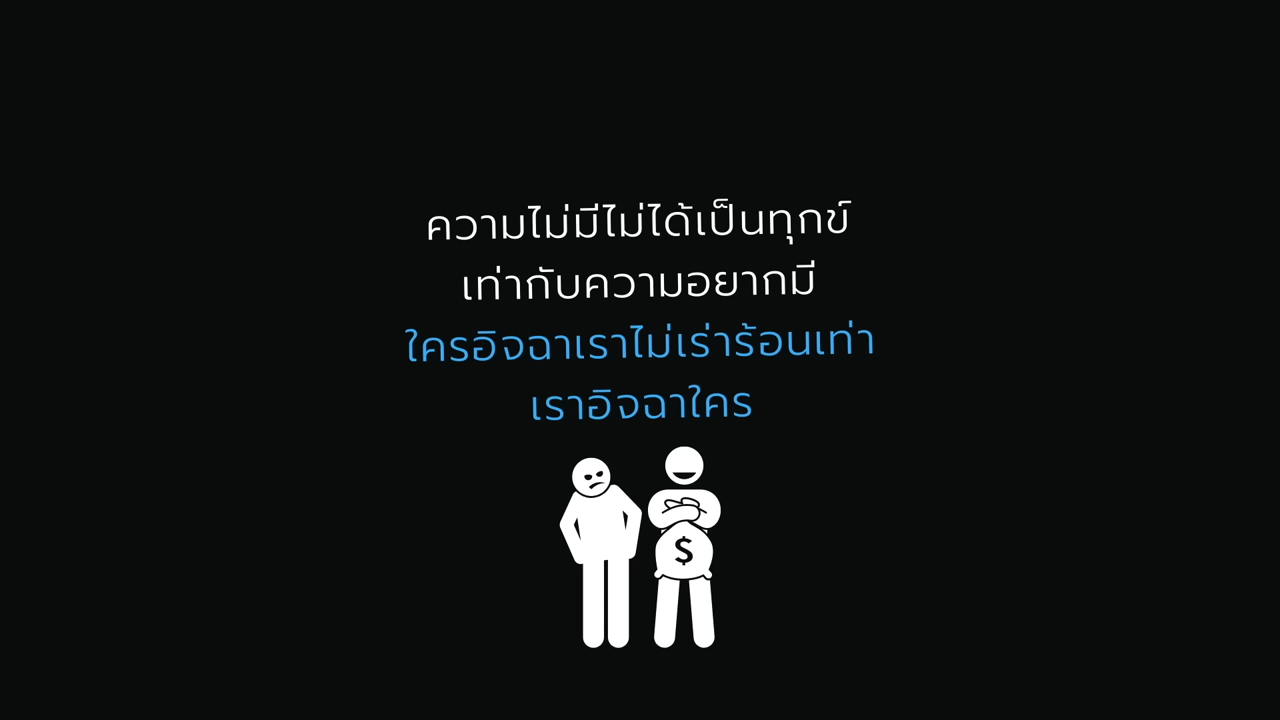 ความไม่มีไม่ได้เป็นทุกข์
เท่ากับความอยากมี
ใครอิจฉาเราไม่เร่าร้อนเท่า
เราอิจฉาใคร
$